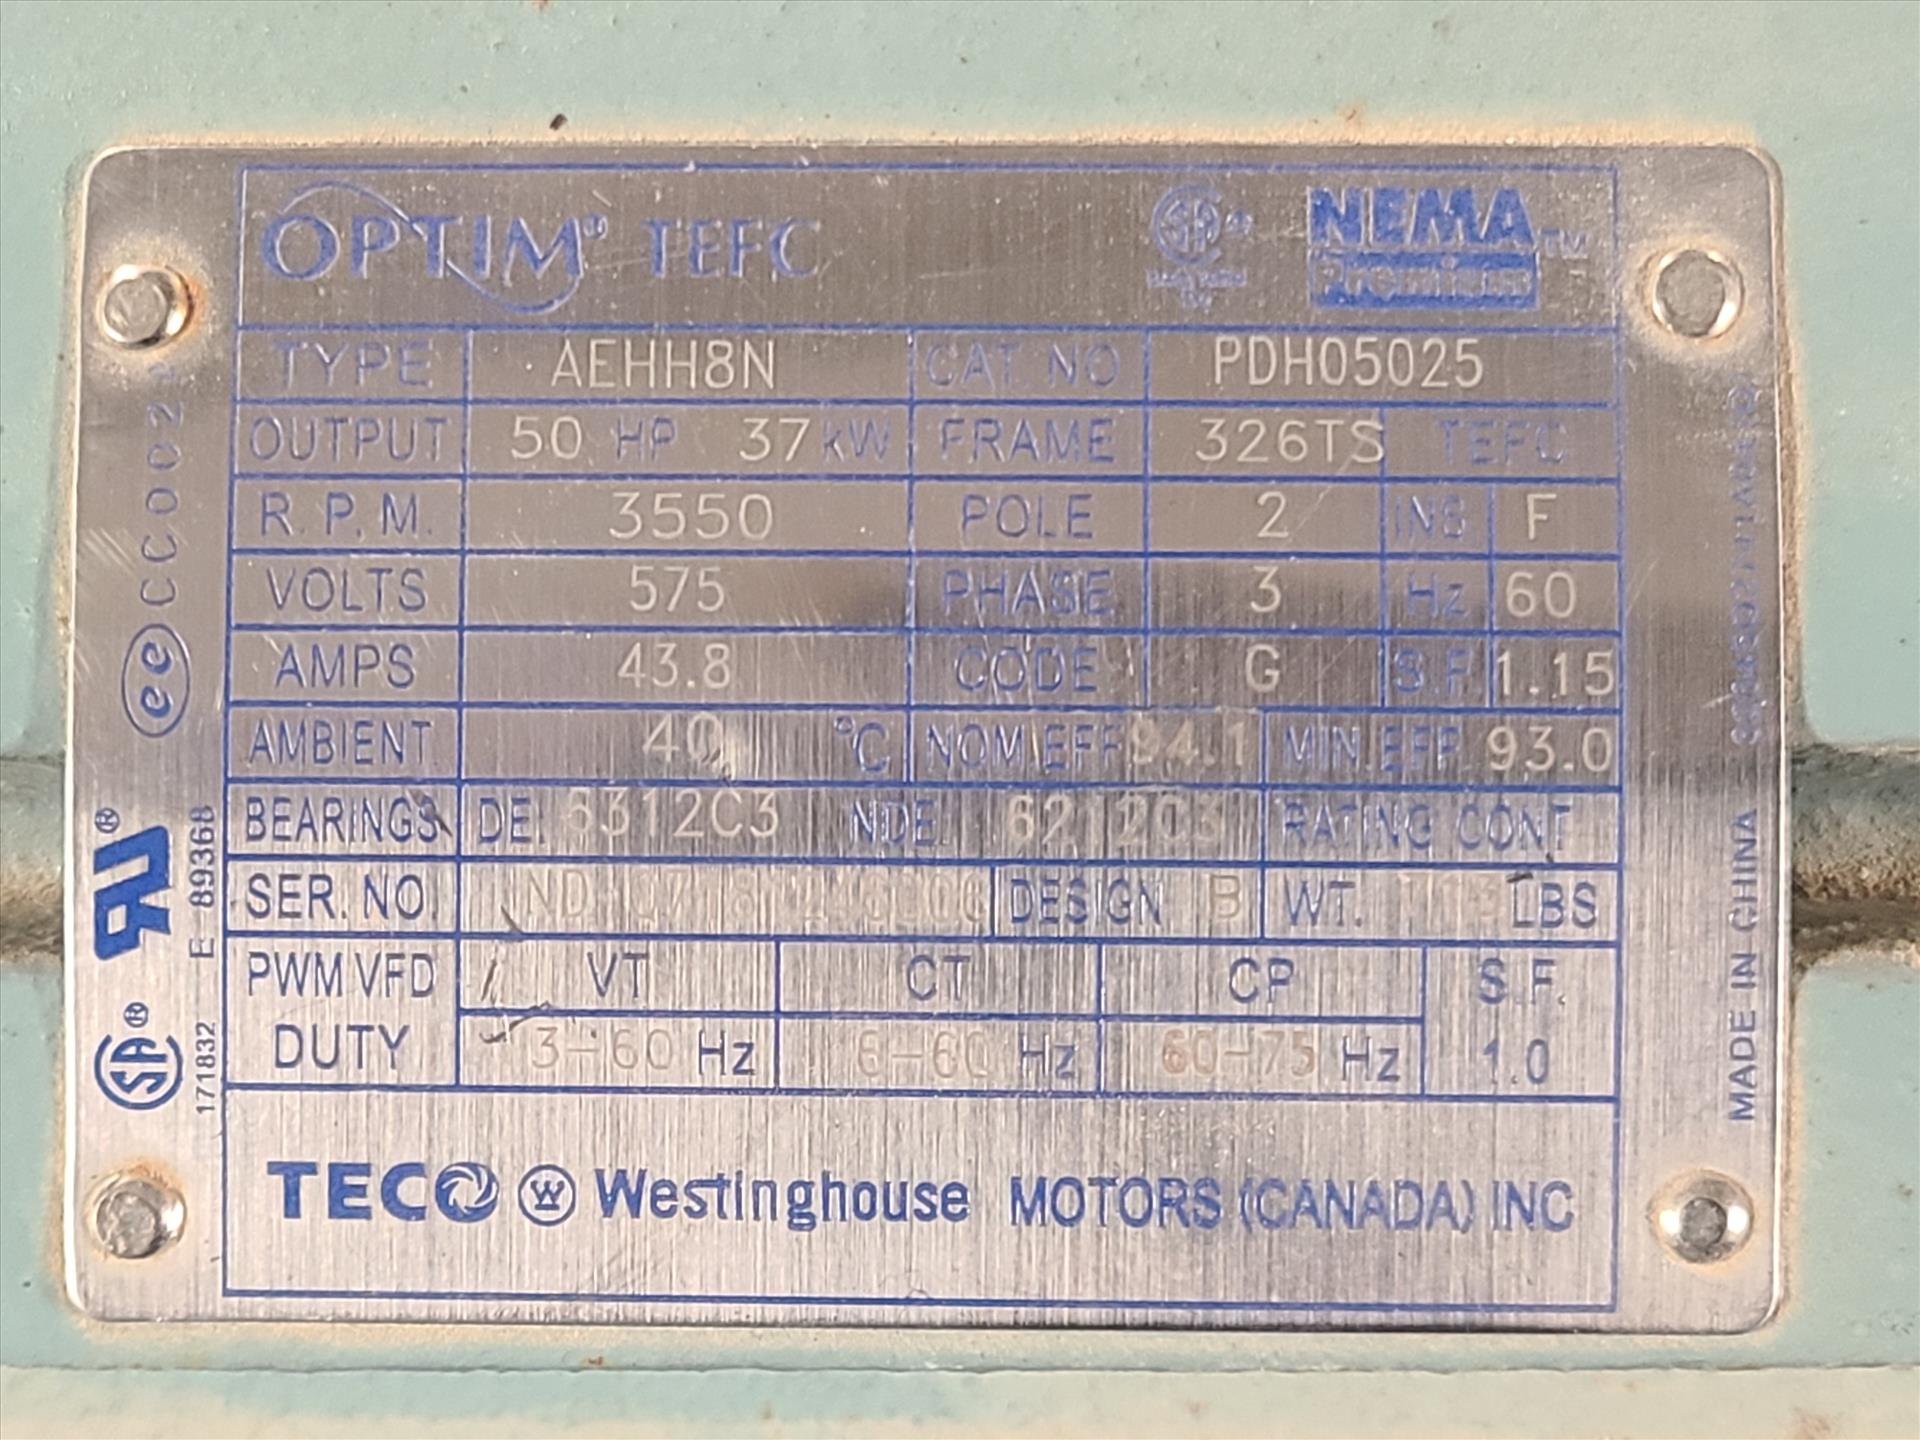 OPTIM® TEFC NEMA TM
Premium
TYPE AEHH8N CAT. NO PDH05025
OUTPUT 50 HP 37 kW FRAME 326TS TEFC
R.P.M. 3550 POLE 2 INS F
VOLTS 575 PHASE 3 Hz 60
AMPS 43.8 CODE G S.F. 1.15
AMBIENT 40 °C NOM.EFF 94.1 MIN.EFF. 93.0
BEARINGS DE. 6312C3 NDE. 6212C3 RATING CONT
SER. NO. DESIGN B WT. LBS
PWM VFD VT CT CP S.F.
DUTY 3-60 Hz 6-60 Hz 60-75 Hz 1.0
TECO W Westinghouse MOTORS (CANADA) INC
ee
E 89368
SA®
171832
MADE IN CHINA